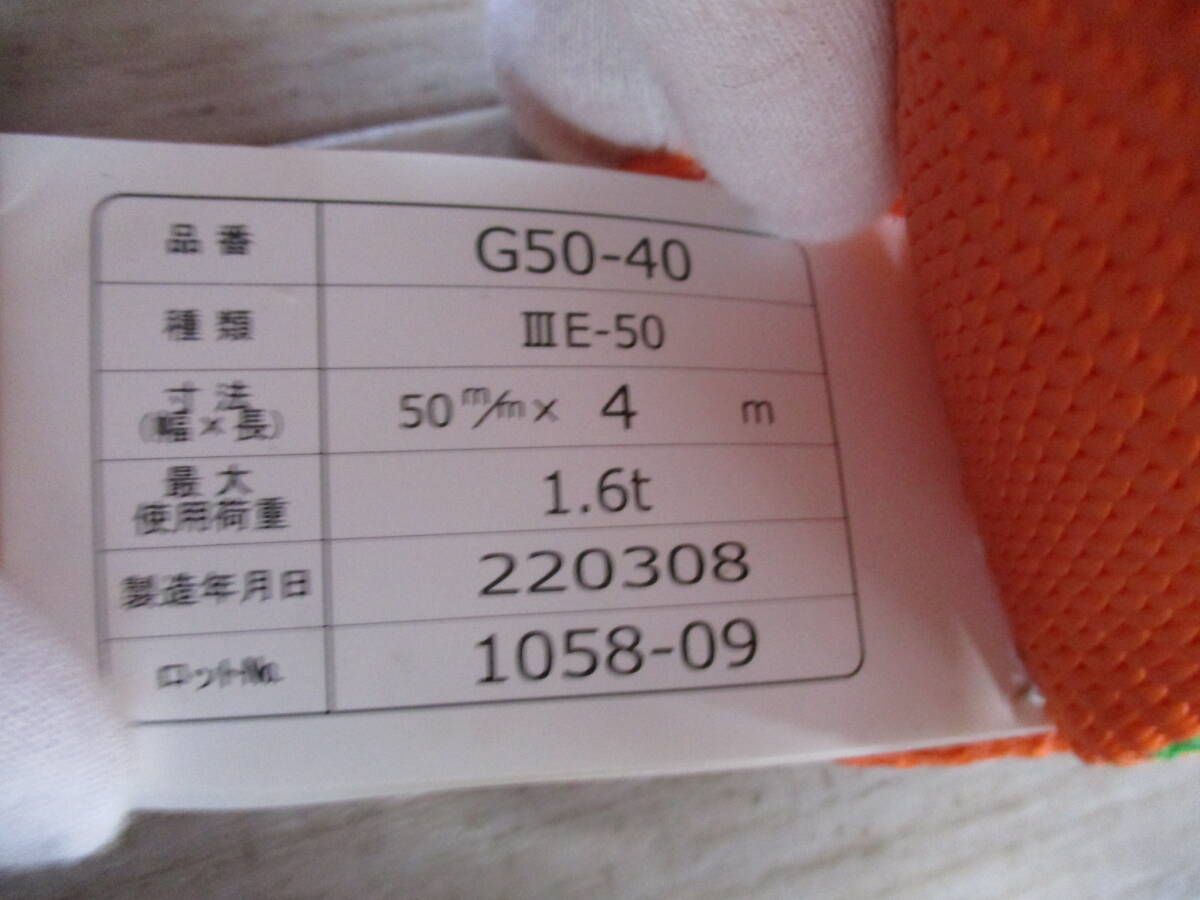 品番 G50-40
種類 ⅢE-50
寸法 50m/m× 4 m
(幅×長)
最大 1.6t
使用荷重
製造年月日 220308
ロットNo. 1058-09